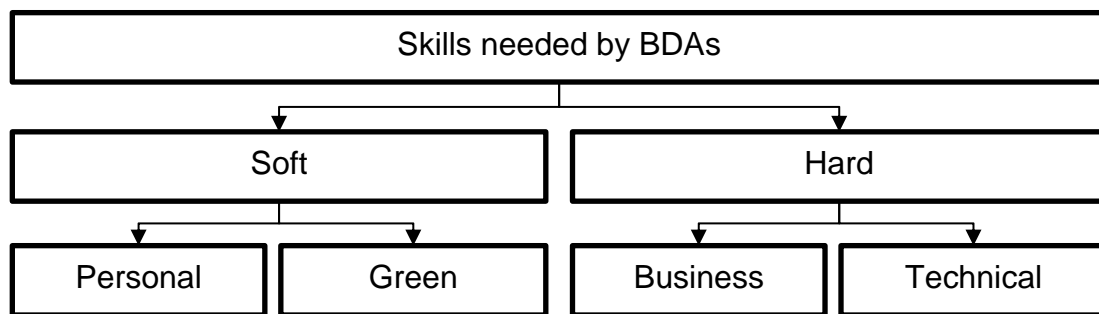 Skills needed by BDAs
Soft
Hard
Personal
Green
Business
Technical